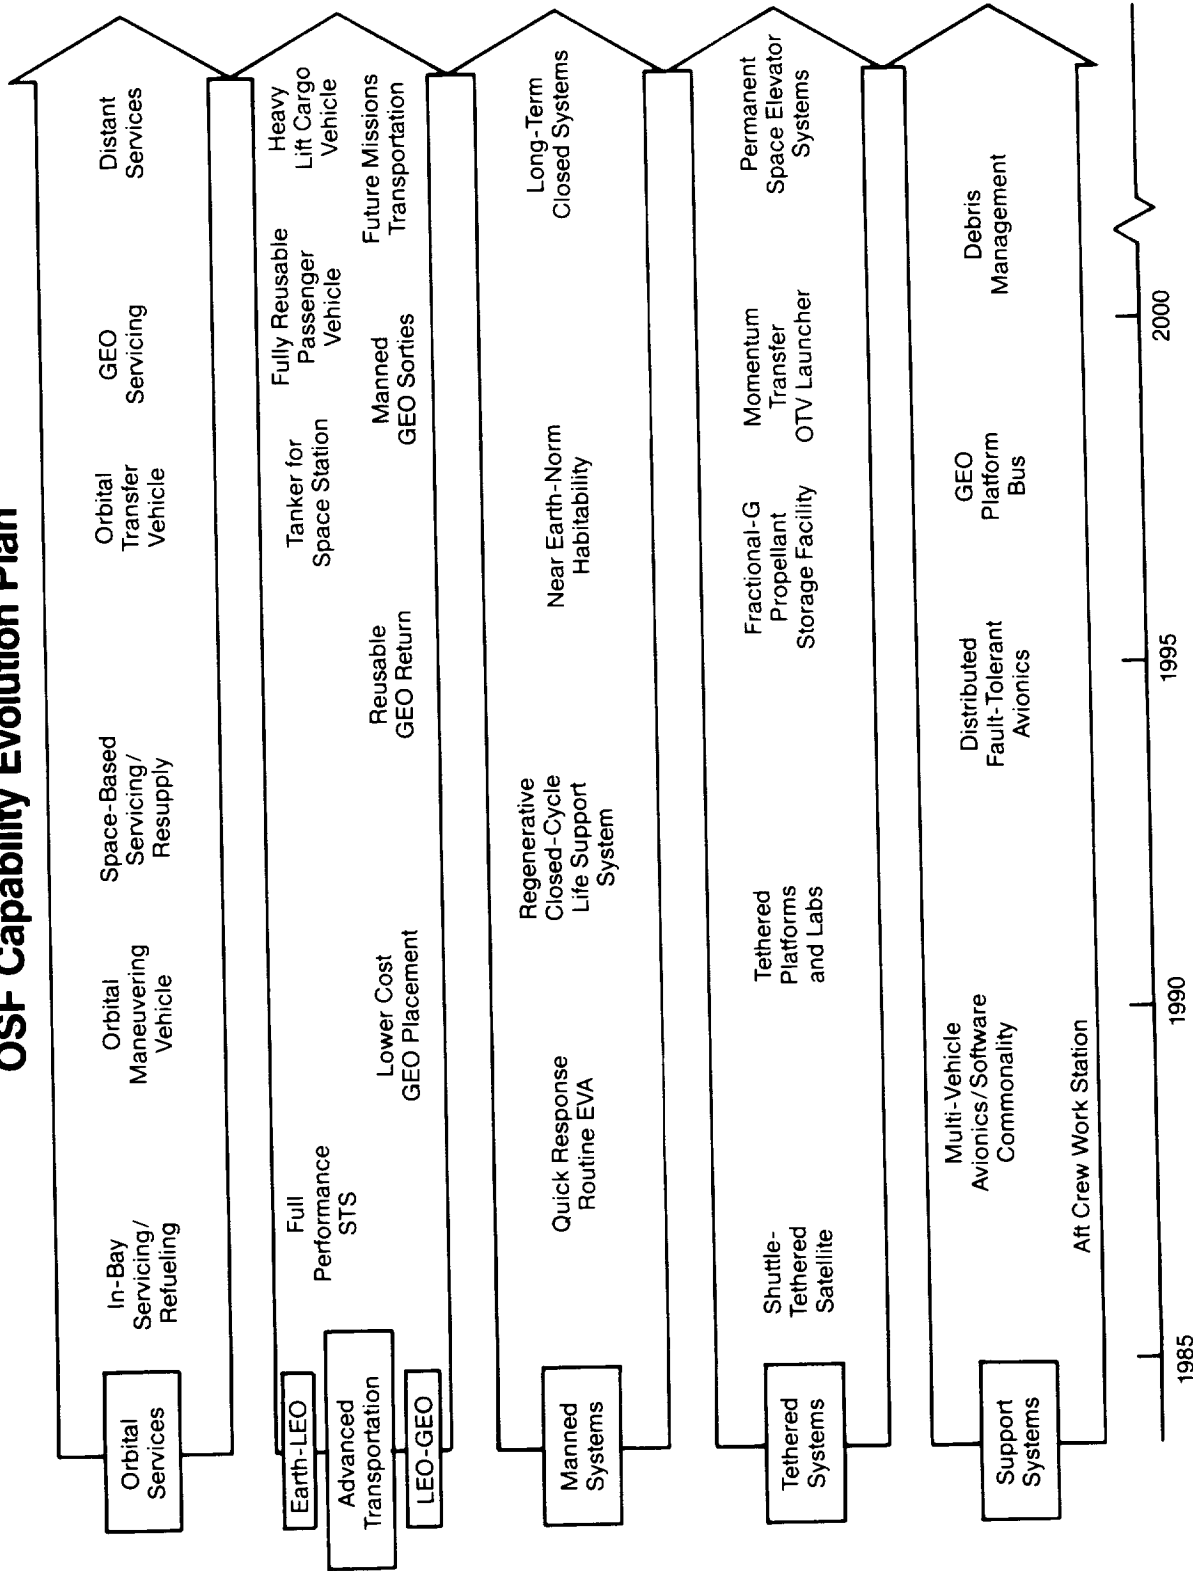 OSF Capability Evolution Plan
Orbital
Services
In-Bay
Servicing/
Refueling
Orbital
Maneuvering
Vehicle
Space-Based
Servicing/
Resupply
Orbital
Transfer
Vehicle
GEO
Servicing
Distant
Services
Earth-LEO
Advanced
Transportation
LEO-GEO
Full
Performance
STS
Tanker for
Space Station
Fully Reusable
Passenger
Vehicle
Heavy
Lift Cargo
Vehicle
Lower Cost
GEO Placement
Reusable
GEO Return
Manned
GEO Sorties
Future Missions
Transportation
Manned
Systems
Quick Response
Routine EVA
Regenerative
Closed-Cycle
Life Support
System
Near Earth-Norm
Habitability
Long-Term
Closed Systems
Tethered
Systems
Shuttle-
Tethered
Satellite
Tethered
Platforms
and Labs
Fractional-G
Propellant
Storage Facility
Momentum
Transfer
OTV Launcher
Permanent
Space Elevator
Systems
Support
Systems
Multi-Vehicle
Avionics/Software
Commonality
Aft Crew Work Station
Distributed
Fault-Tolerant
Avionics
GEO
Platform
Bus
Debris
Management
1985
1990
1995
2000